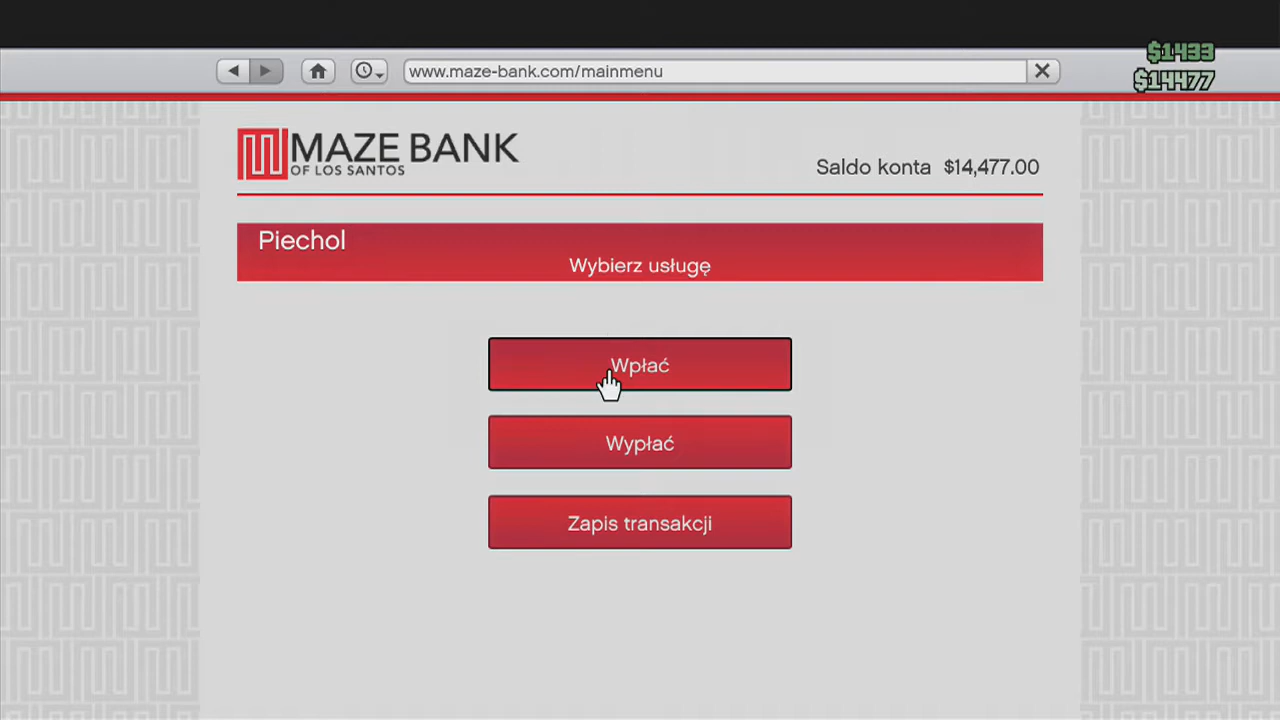 $1433
www.maze-bank.com/mainmenu
$14477
MAZE BANK
OF LOS SANTOS
Saldo konta $14,477.00
Piechol
Wybierz usługę
Wpłać
Wypłać
Zapis transakcji